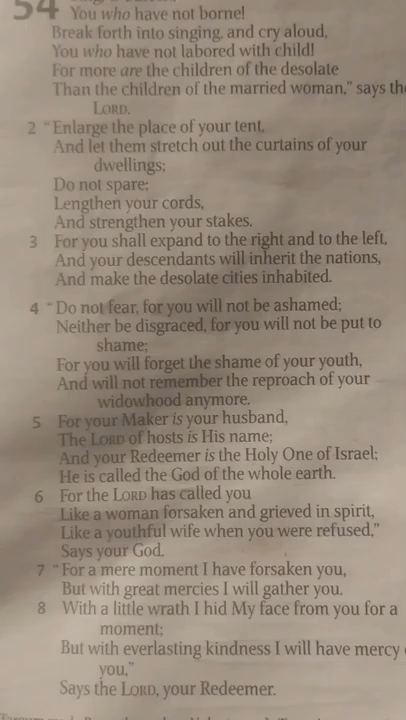 54 You who have not borne!
Break forth into singing, and cry aloud,
You who have not labored with child!
For more are the children of the desolate
Than the children of the married woman," says the
LORD.
2 "Enlarge the place of your tent,
And let them stretch out the curtains of your
dwellings;
Do not spare;
Lengthen your cords,
And strengthen your stakes.
3 For you shall expand to the right and to the left,
And your descendants will inherit the nations,
And make the desolate cities inhabited.
4 "Do not fear, for you will not be ashamed;
Neither be disgraced, for you will not be put to
shame;
For you will forget the shame of your youth,
And will not remember the reproach of your
widowhood anymore.
5 For your Maker is your husband,
The LORD of hosts is His name;
And your Redeemer is the Holy One of Israel;
He is called the God of the whole earth.
6 For the LORD has called you
Like a woman forsaken and grieved in spirit,
Like a youthful wife when you were refused,"
Says your God.
7 "For a mere moment I have forsaken you,
But with great mercies I will gather you.
8 With a little wrath I hid My face from you for a
moment;
But with everlasting kindness I will have mercy
you,"
Says the LORD, your Redeemer.